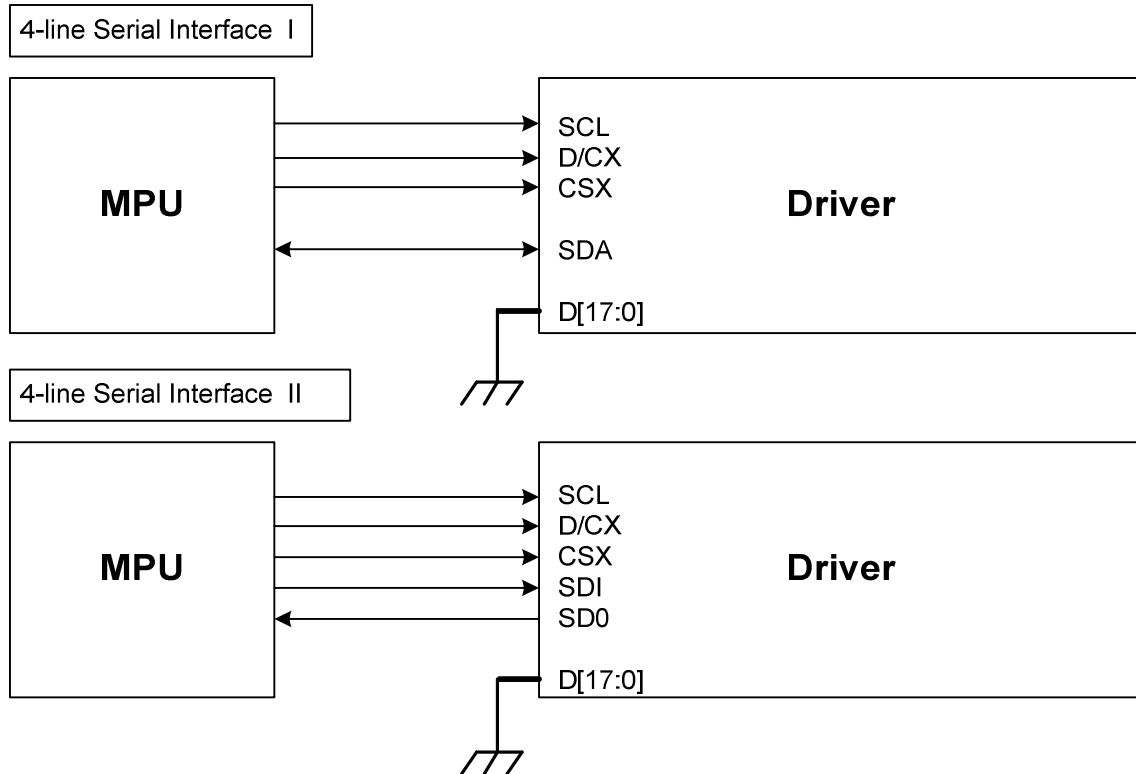 4-line Serial Interface I
MPU
SCL
D/CX
CSX
SDA
D[17:0]
Driver
4-line Serial Interface II
MPU
SCL
D/CX
CSX
SDI
SD0
D[17:0]
Driver